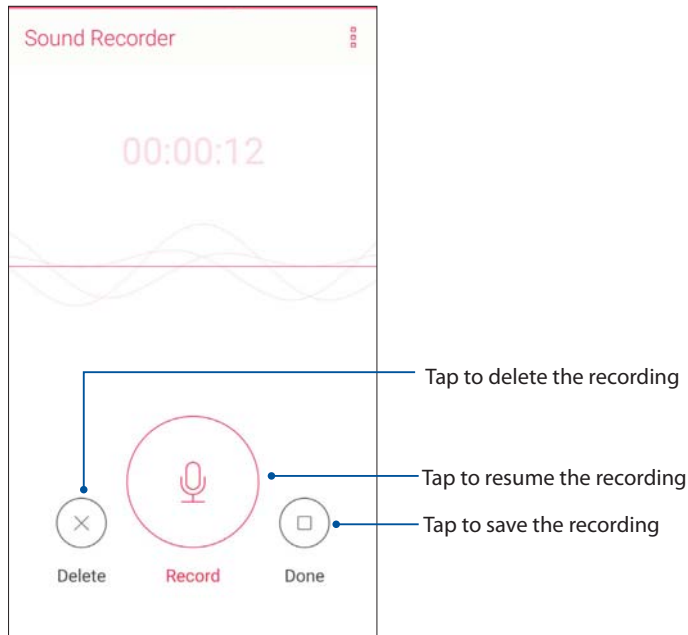 Sound Recorder
00:00:12
Tap to delete the recording
Tap to resume the recording
Tap to save the recording
Delete Record Done